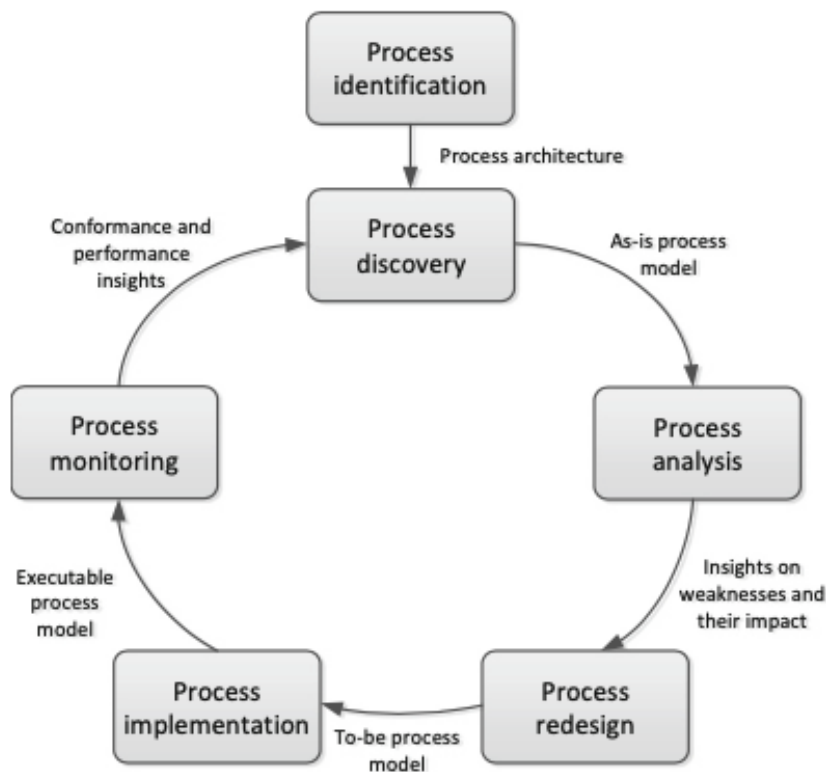 Process
identification
Process architecture
Process
discovery
As-is process
model
Process
analysis
Insights on
weaknesses and
their impact
Process
redesign
To-be process
model
Process
implementation
Executable
process
model
Process
monitoring
Conformance and
performance
insights